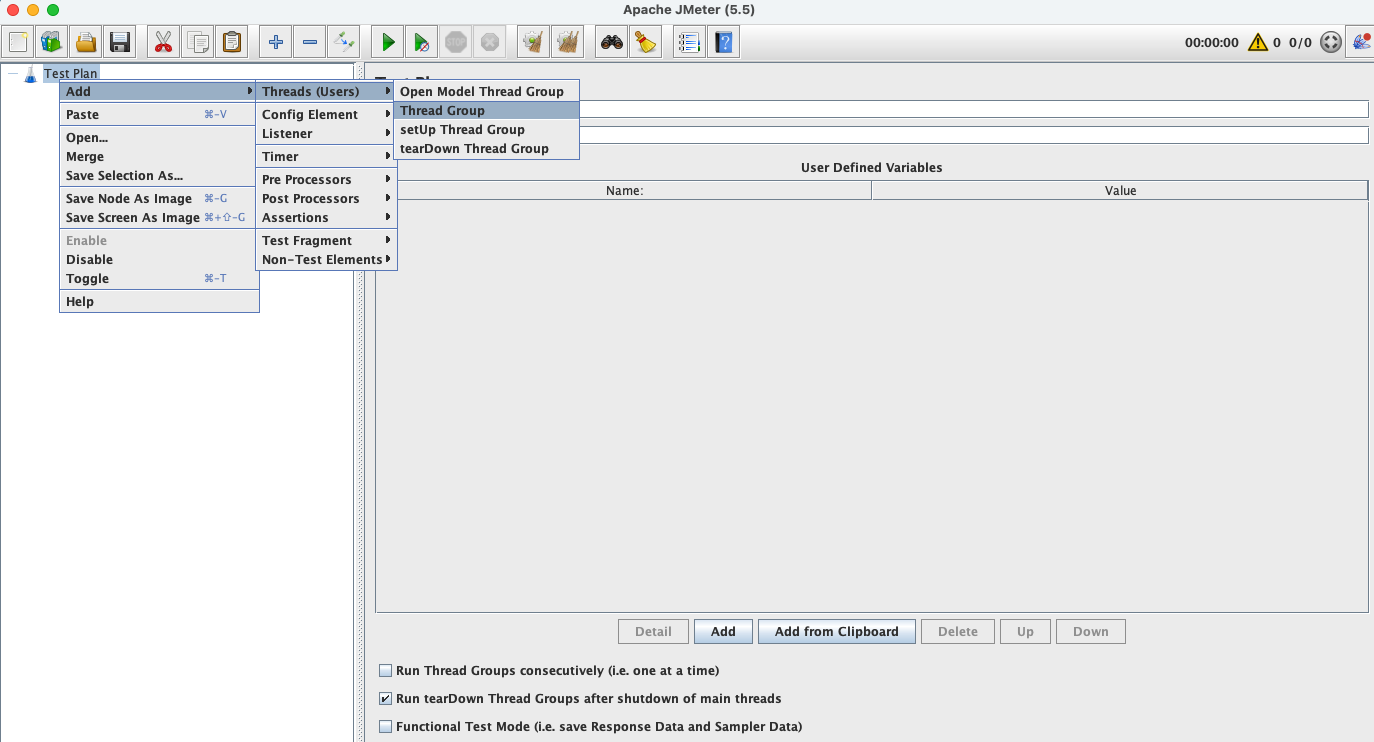 Apache JMeter (5.5)
STOP
00:00:00 0 0/0
Test Plan
Add
Paste ⌘-V
Open...
Merge
Save Selection As...
Save Node As Image ⌘-G
Save Screen As Image ⌘+⇧-G
Enable
Disable
Toggle ⌘-T
Help
Threads (Users)
Config Element
Listener
Timer
Pre Processors
Post Processors
Assertions
Test Fragment
Non-Test Elements
Open Model Thread Group
Thread Group
setUp Thread Group
tearDown Thread Group
User Defined Variables
Name: Value
Detail Add Add from Clipboard Delete Up Down
Run Thread Groups consecutively (i.e. one at a time)
Run tearDown Thread Groups after shutdown of main threads
Functional Test Mode (i.e. save Response Data and Sampler Data)